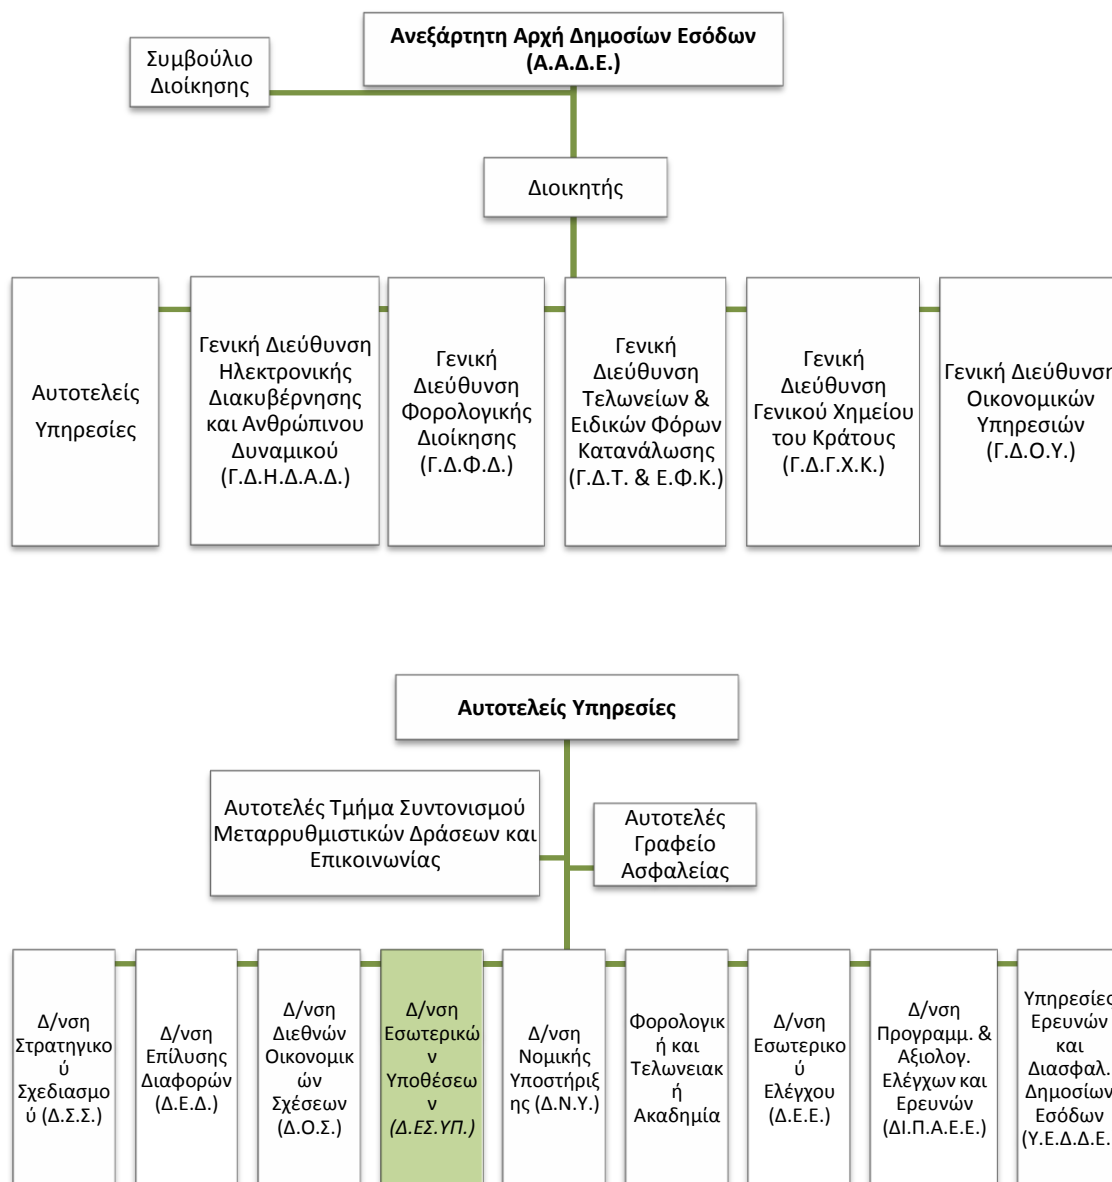 Ανεξάρτητη Αρχή Δημοσίων Εσόδων
(Α.Α.Δ.Ε.)
Συμβούλιο
Διοίκησης
Διοικητής
Αυτοτελείς
Υπηρεσίες
Γενική Διεύθυνση
Ηλεκτρονικής
Διακυβέρνησης
και Ανθρώπινου
Δυναμικού
(Γ.Δ.Η.Δ.Α.Δ.)
Γενική
Διεύθυνση
Φορολογικής
Διοίκησης
(Γ.Δ.Φ.Δ.)
Γενική
Διεύθυνση
Τελωνείων &
Ειδικών Φόρων
Κατανάλωσης
(Γ.Δ.Τ. & Ε.Φ.Κ.)
Γενική
Διεύθυνση
Γενικού Χημείου
του Κράτους
(Γ.Δ.Γ.Χ.Κ.)
Γενική Διεύθυνση
Οικονομικών
Υπηρεσιών
(Γ.Δ.Ο.Υ.)
Αυτοτελείς Υπηρεσίες
Αυτοτελές Τμήμα Συντονισμού
Μεταρρυθμιστικών Δράσεων και
Επικοινωνίας
Αυτοτελές
Γραφείο
Ασφαλείας
Δ/νση
Στρατηγικο
ύ
Σχεδιασμο
ύ (Δ.Σ.Σ.)
Δ/νση
Επίλυσης
Διαφορών
(Δ.Ε.Δ.)
Δ/νση
Διεθνών
Οικονομικ
ών
Σχέσεων
(Δ.Ο.Σ.)
Δ/νση
Εσωτερικώ
ν
Υποθέσεω
ν
(Δ.ΕΣ.ΥΠ.)
Δ/νση
Νομικής
Υποστήριξ
ης (Δ.Ν.Υ.)
Φορολογικ
ή και
Τελωνειακ
ή
Ακαδημία
Δ/νση
Εσωτερικο
ύ
Ελέγχου
(Δ.Ε.Ε.)
Δ/νση
Προγραμμ. &
Αξιολογ.
Ελέγχων και
Ερευνών
(ΔΙ.Π.Α.Ε.Ε.)
Υπηρεσίες
Ερευνών
και
Διασφαλ.
Δημοσίων
Εσόδων
(Υ.Ε.Δ.Δ.Ε.